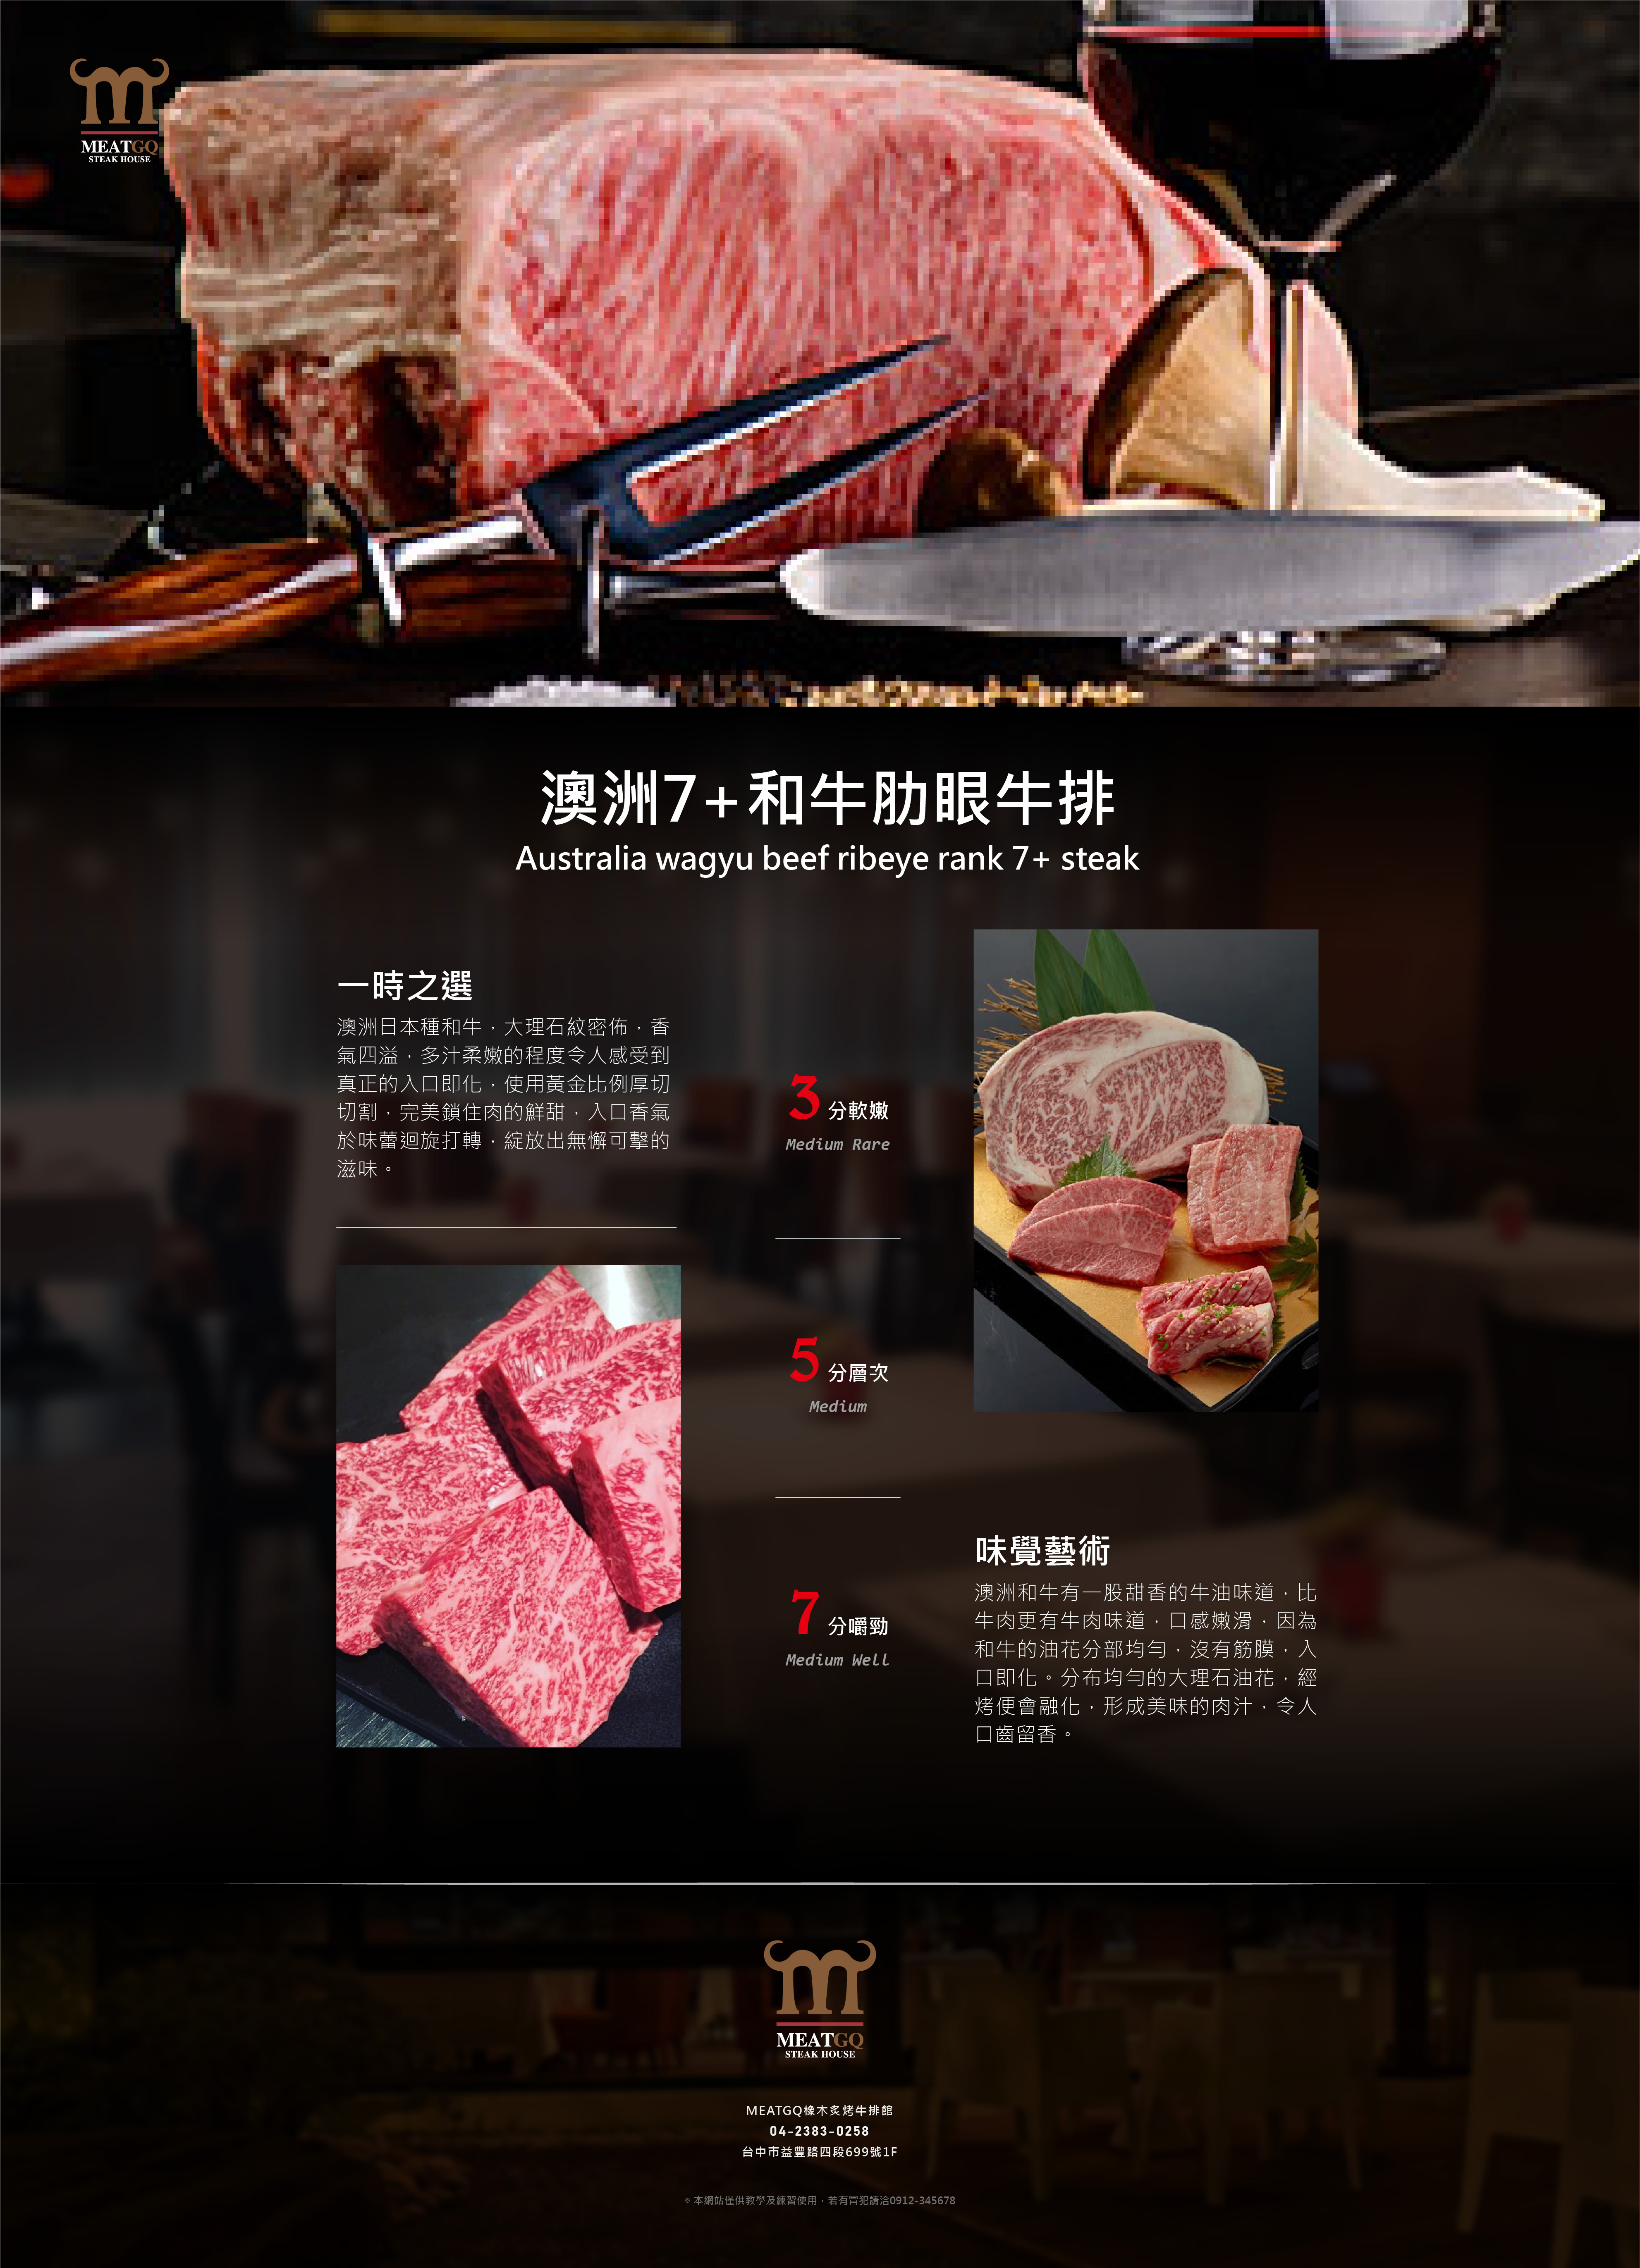 MEATGQ
STEAK HOUSE
澳洲7+和牛肋眼牛排
Australia wagyu beef ribeye rank 7+ steak
一時之選
澳洲日本種和牛，大理石紋密佈，香
氣四溢，多汁柔嫩的程度令人感受到
真正的入口即化，使用黃金比例厚切
切割，完美鎖住肉的鮮甜，入口香氣
於味蕾迴旋打轉，綻放出無懈可擊的
滋味。
3 分軟嫩
Medium Rare
5 分層次
Medium
7 分嚼勁
Medium Well
味覺藝術
澳洲和牛有一股甜香的牛油味道，比
牛肉更有牛肉味道，口感嫩滑，因為
和牛的油花分部均勻，沒有筋膜，入
口即化。分布均勻的大理石油花，經
烤便會融化，形成美味的肉汁，令人
口齒留香。
MEATGQ
STEAK HOUSE
MEATGQ橡木炙烤牛排館
04-2383-0258
台中市益豐路四段699號1F
。本網站僅供教學及練習使用，若有冒犯請洽0912-345678